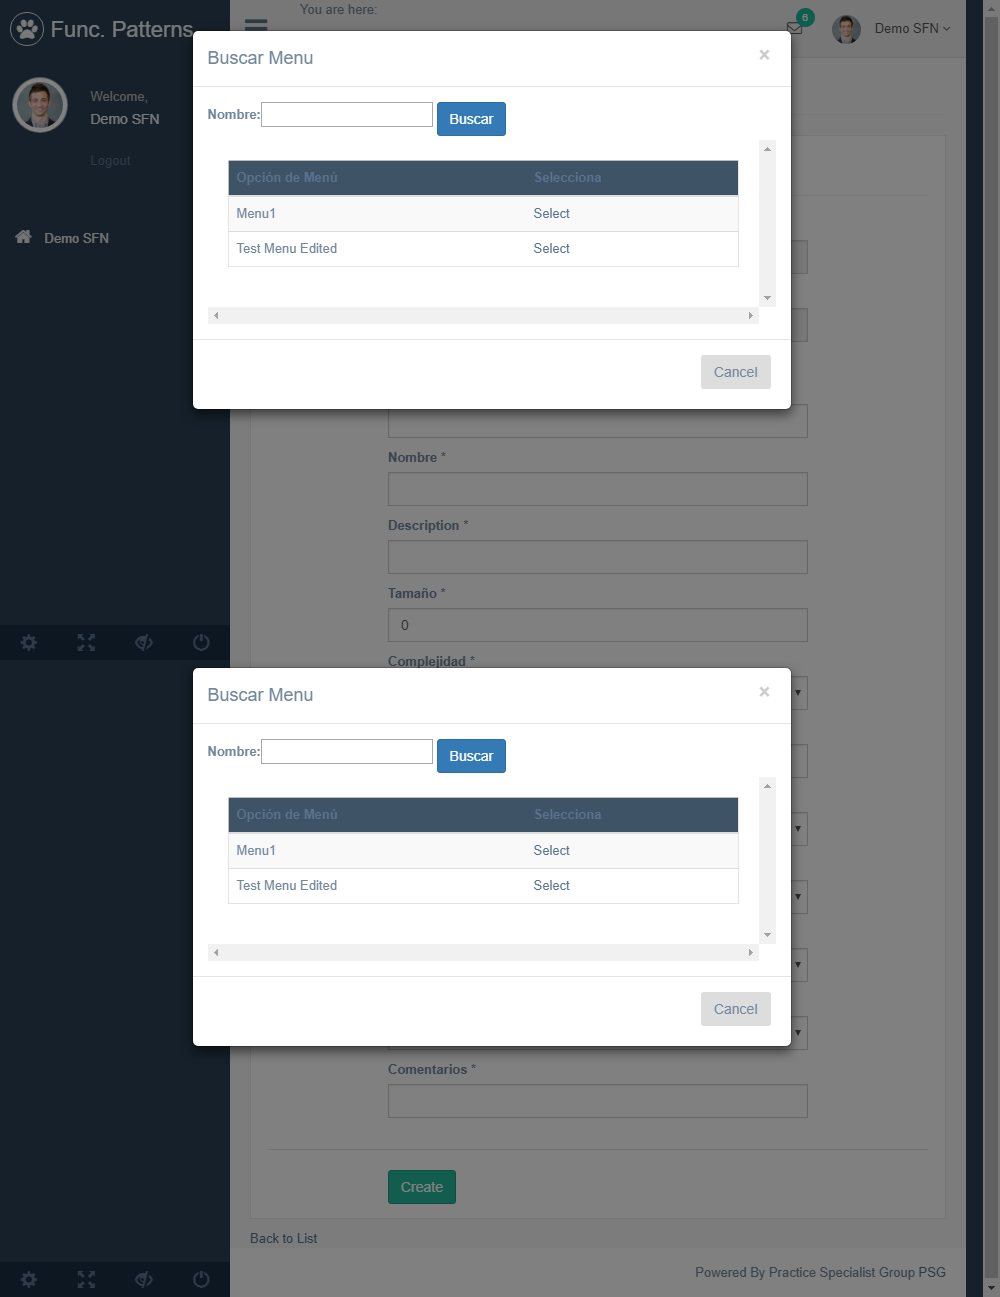 You are here:
Func. Patterns
6
Demo SFN
Buscar Menu
×
Welcome,
Demo SFN
Logout
Demo SFN
Nombre:
Buscar
Opción de Menú Selecciona
Menu1 Select
Test Menu Edited Select
Cancel
Nombre *
Description *
Tamaño *
0
Complejidad *
Buscar Menu
×
Nombre:
Buscar
Opción de Menú Selecciona
Menu1 Select
Test Menu Edited Select
Cancel
Comentarios *
Create
Back to List
Powered By Practice Specialist Group PSG